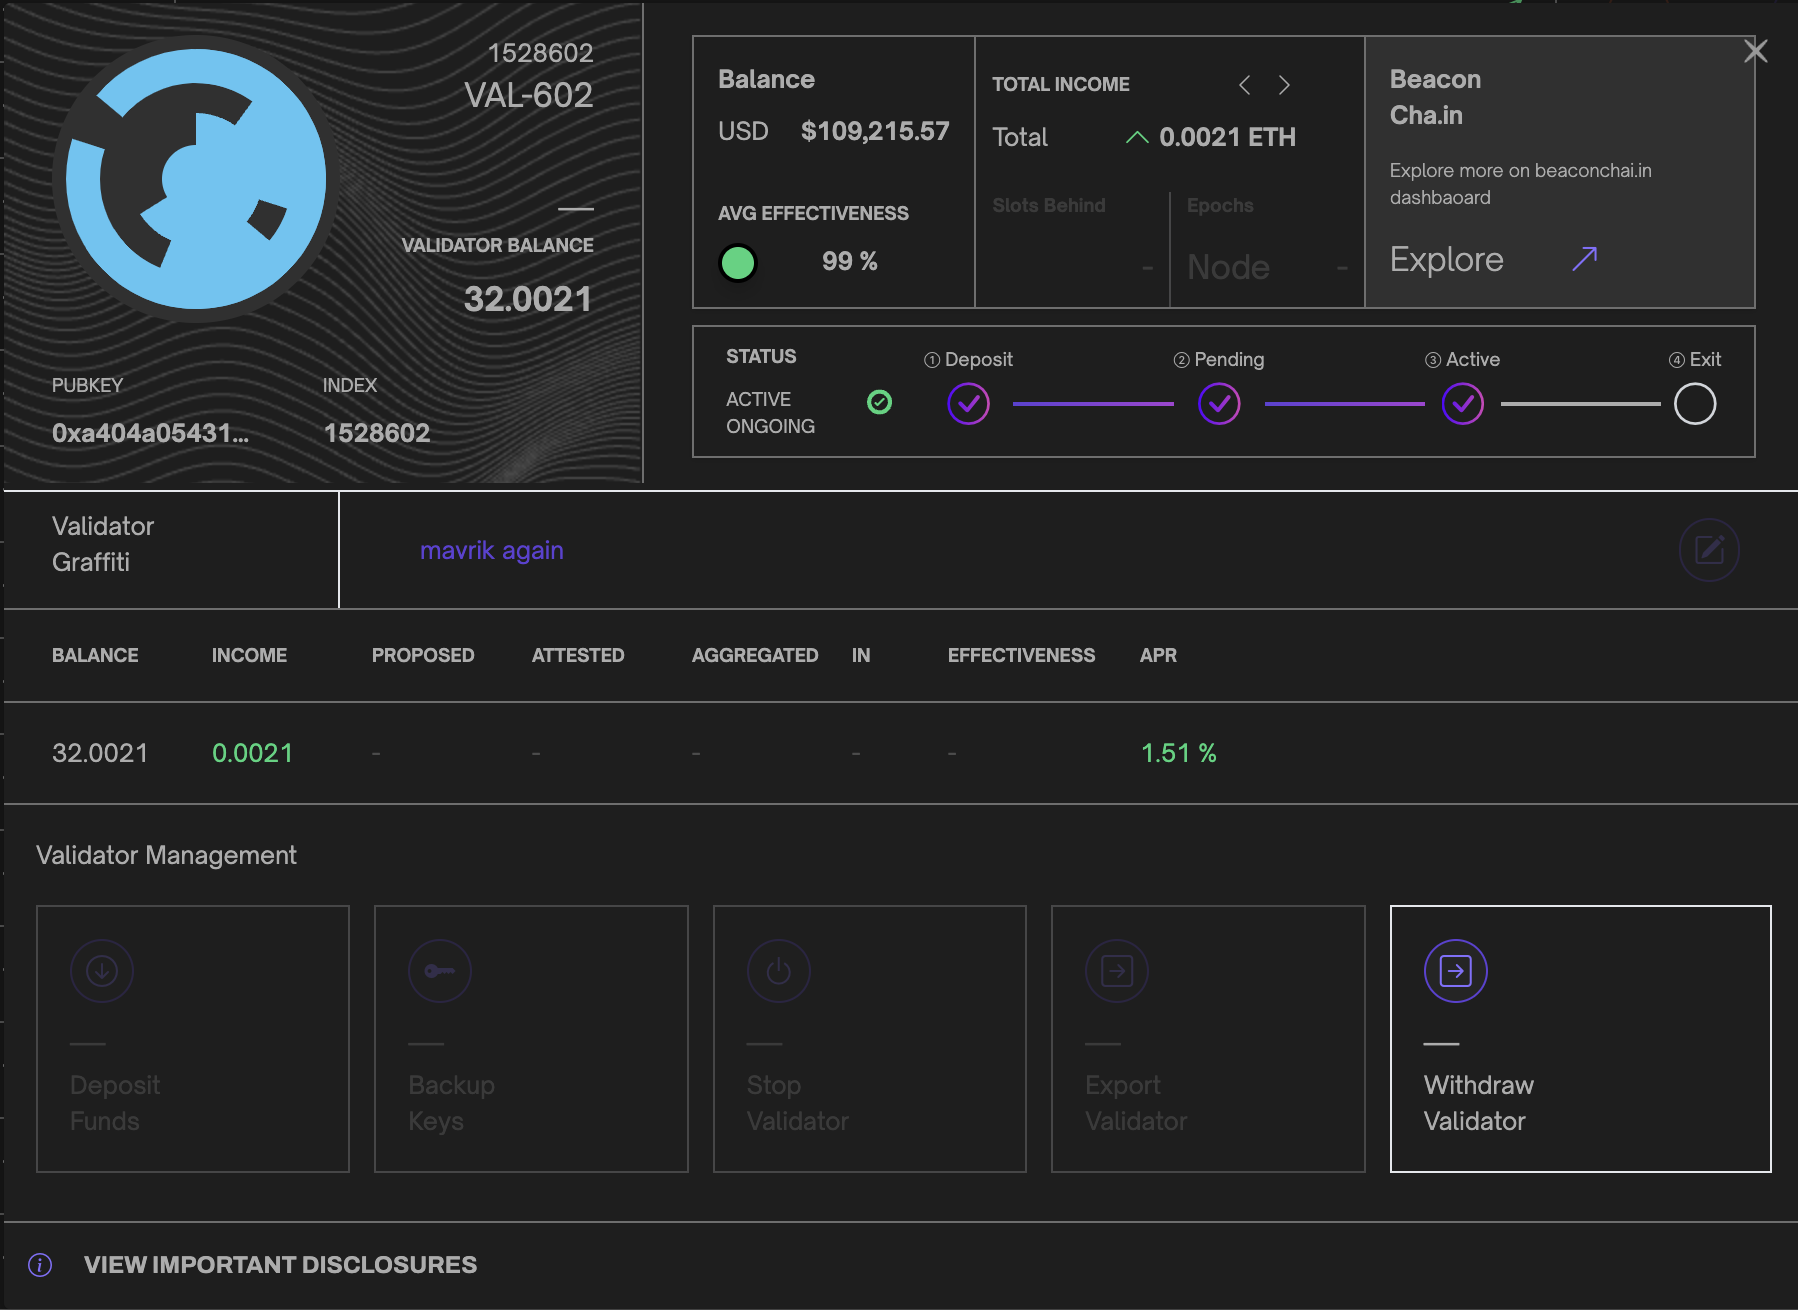 1528602
VAL-602
VALIDATOR BALANCE
32.0021
PUBKEY
0xa404a05431...
INDEX
1528602
Balance
USD $109,215.57
AVG EFFECTIVENESS
99 %
TOTAL INCOME
Total 0.0021 ETH
Slots Behind
-
Epochs
Node -
Beacon
Cha.in
Explore more on beaconchai.in
dashbaoard
Explore
STATUS
ACTIVE
ONGOING
① Deposit
② Pending
③ Active
④ Exit
Validator
Graffiti
mavrik again
BALANCE INCOME PROPOSED ATTESTED AGGREGATED IN EFFECTIVENESS APR
32.0021 0.0021 - - - - - 1.51 %
Validator Management
Deposit
Funds
Backup
Keys
Stop
Validator
Export
Validator
Withdraw
Validator
VIEW IMPORTANT DISCLOSURES